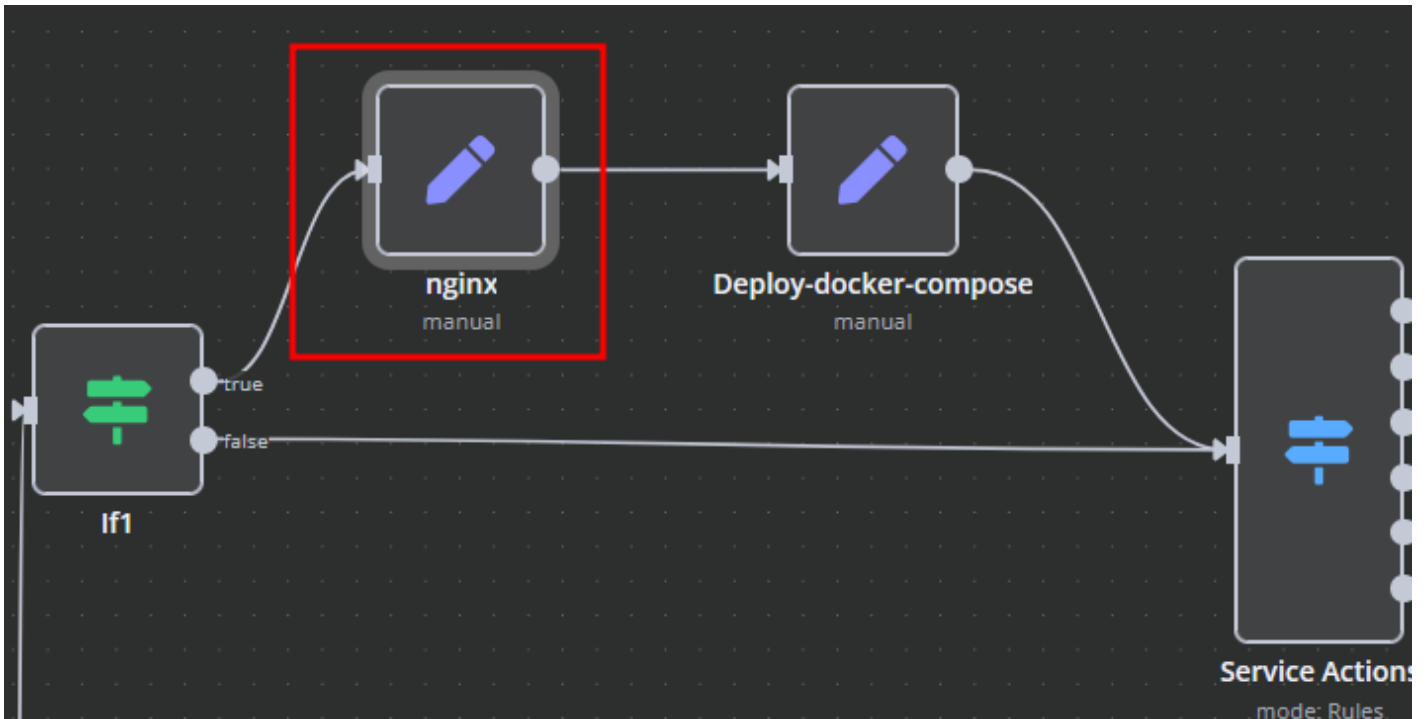 nginx
manual
Deploy-docker-compose
manual
true
false
If1
Service Actions
mode: Rules